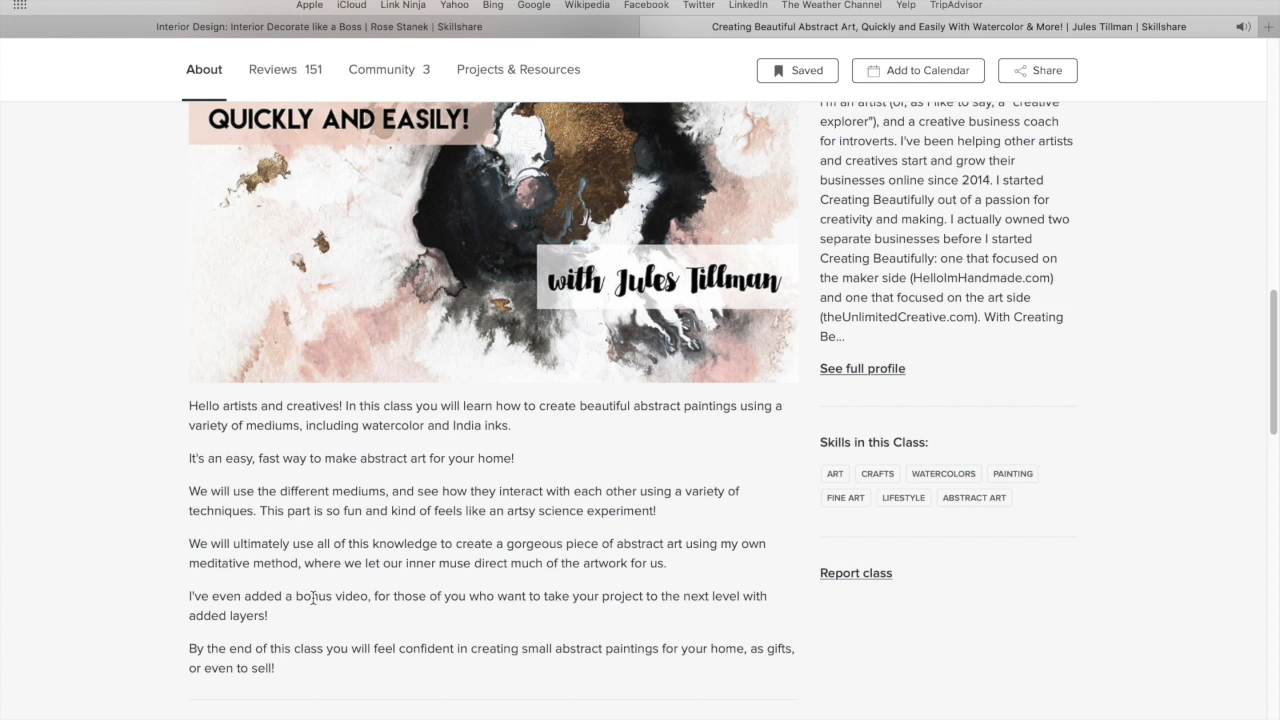 Apple iCloud Link Ninja Yahoo Bing Google Wikipedia Facebook Twitter LinkedIn The Weather Channel Yelp TripAdvisor
Interior Design: Interior Decorate like a Boss | Rose Stanek | Skillshare
Creating Beautiful Abstract Art, Quickly and Easily With Watercolor & More! | Jules Tillman | Skillshare
About Reviews 151 Community 3 Projects & Resources
Saved Add to Calendar Share
QUICKLY AND EASILY!
with Jules Tillman
Hello artists and creatives! In this class you will learn how to create beautiful abstract paintings using a
variety of mediums, including watercolor and India inks.
It's an easy, fast way to make abstract art for your home!
We will use the different mediums, and see how they interact with each other using a variety of
techniques. This part is so fun and kind of feels like an artsy science experiment!
We will ultimately use all of this knowledge to create a gorgeous piece of abstract art using my own
meditative method, where we let our inner muse direct much of the artwork for us.
I've even added a bonus video, for those of you who want to take your project to the next level with
added layers!
By the end of this class you will feel confident in creating small abstract paintings for your home, as gifts,
or even to sell!
I'm an artist (or, as I like to say, a "creative
explorer"), and a creative business coach
for introverts. I've been helping other artists
and creatives start and grow their
businesses online since 2014. I started
Creating Beautifully out of a passion for
creativity and making. I actually owned two
separate businesses before I started
Creating Beautifully: one that focused on
the maker side (HelloImHandmade.com)
and one that focused on the art side
(theUnlimitedCreative.com). With Creating
Be...
See full profile
Skills in this Class:
ART CRAFTS WATERCOLORS PAINTING
FINE ART LIFESTYLE ABSTRACT ART
Report class